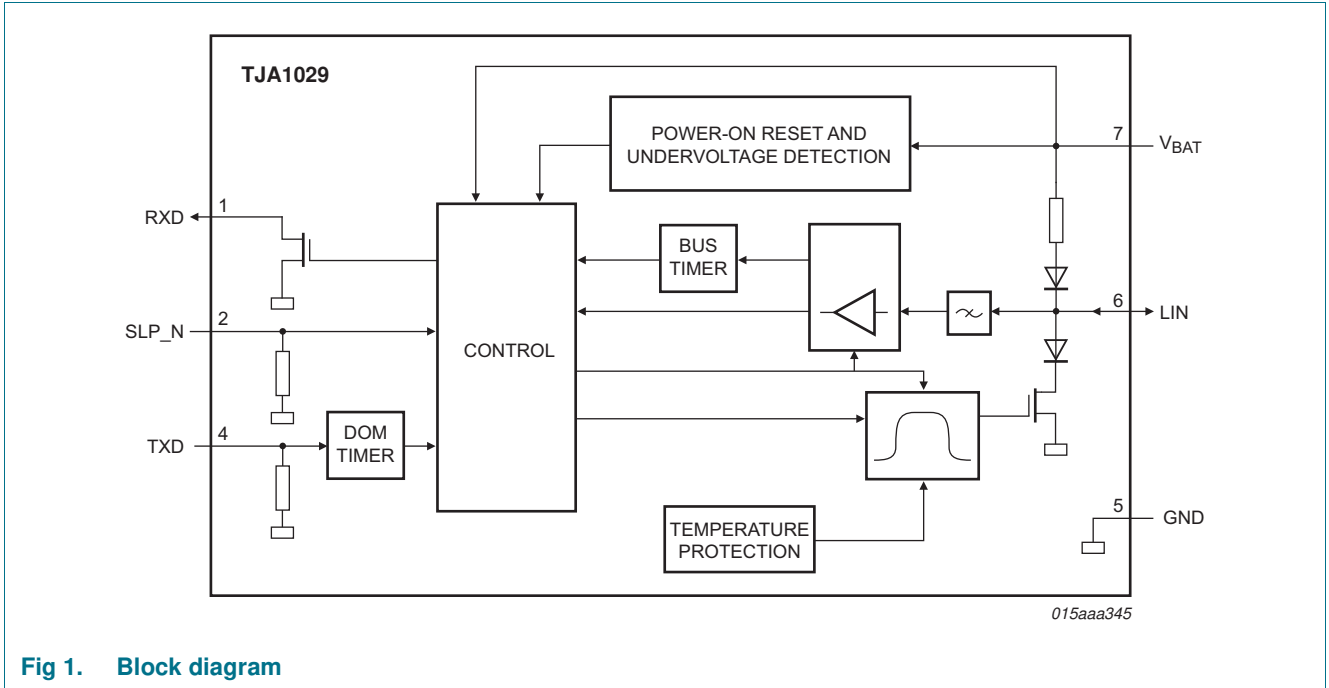 TJA1029
POWER-ON RESET AND
UNDERVOLTAGE DETECTION
7
VBAT
1
RXD
BUS
TIMER
6
LIN
2
SLP_N
CONTROL
4
TXD
DOM
TIMER
5
GND
TEMPERATURE
PROTECTION
015aaa345
Fig 1. Block diagram